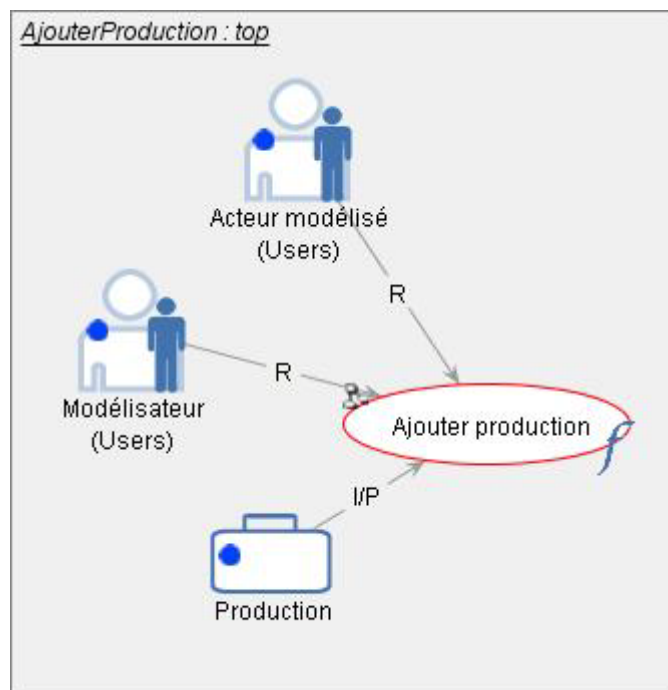 AjouterProduction : top
Acteur modélisé
(Users)
R
Modélisateur
(Users)
R
Ajouter production
f
I/P
Production